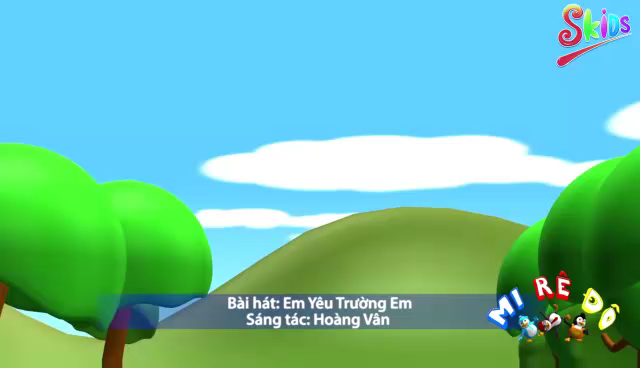 SKiDS
Bài hát: Em Yêu Trường Em
Sáng tác: Hoàng Vân
MI RÊ ĐÔ